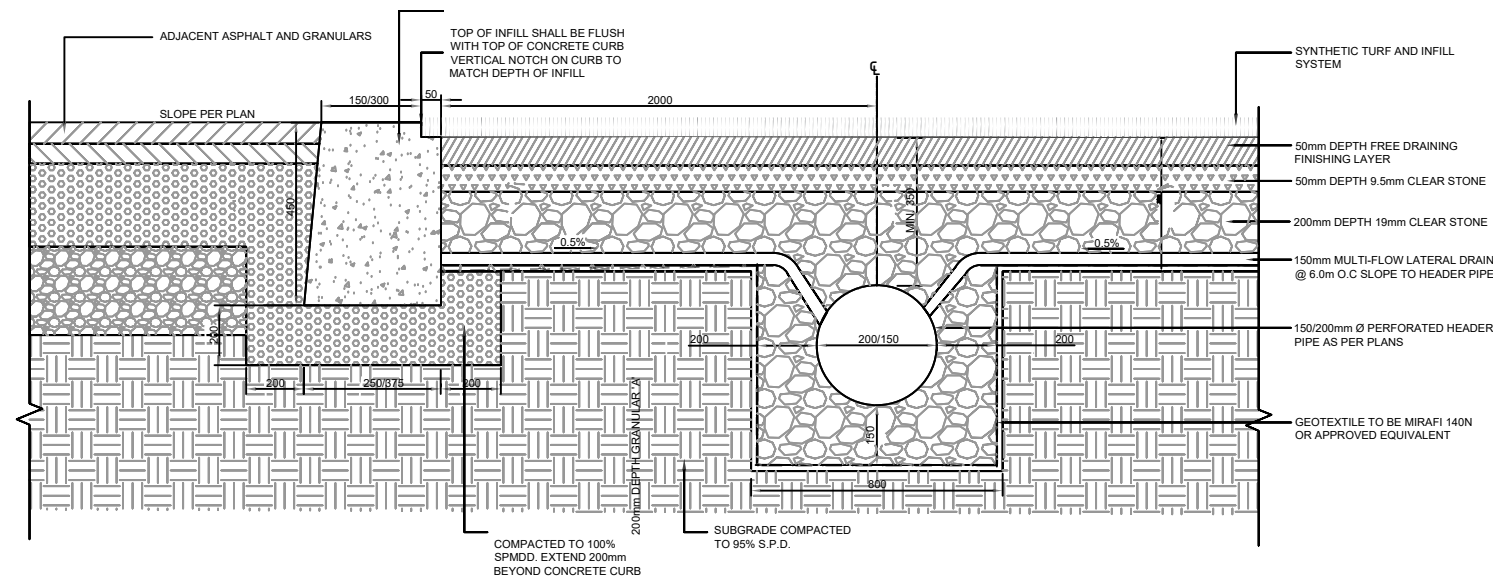 ADJACENT ASPHALT AND GRANULARS
TOP OF INFILL SHALL BE FLUSH
WITH TOP OF CONCRETE CURB
VERTICAL NOTCH ON CURB TO
MATCH DEPTH OF INFILL
℄
SYNTHETIC TURF AND INFILL
SYSTEM
150/300
50
2000
SLOPE PER PLAN
50mm DEPTH FREE DRAINING
FINISHING LAYER
50mm DEPTH 9.5mm CLEAR STONE
450
MIN. 350
200mm DEPTH 19mm CLEAR STONE
0.5%
0.5%
150mm MULTI-FLOW LATERAL DRAIN
@ 6.0m O.C SLOPE TO HEADER PIPE
200
200
200/150
200
150/200mm Ø PERFORATED HEADER
PIPE AS PER PLANS
200
250/375
200
200mm DEPTH GRANULAR 'A'
150
GEOTEXTILE TO BE MIRAFI 140N
OR APPROVED EQUIVALENT
800
COMPACTED TO 100%
SPMDD. EXTEND 200mm
BEYOND CONCRETE CURB
SUBGRADE COMPACTED
TO 95% S.P.D.